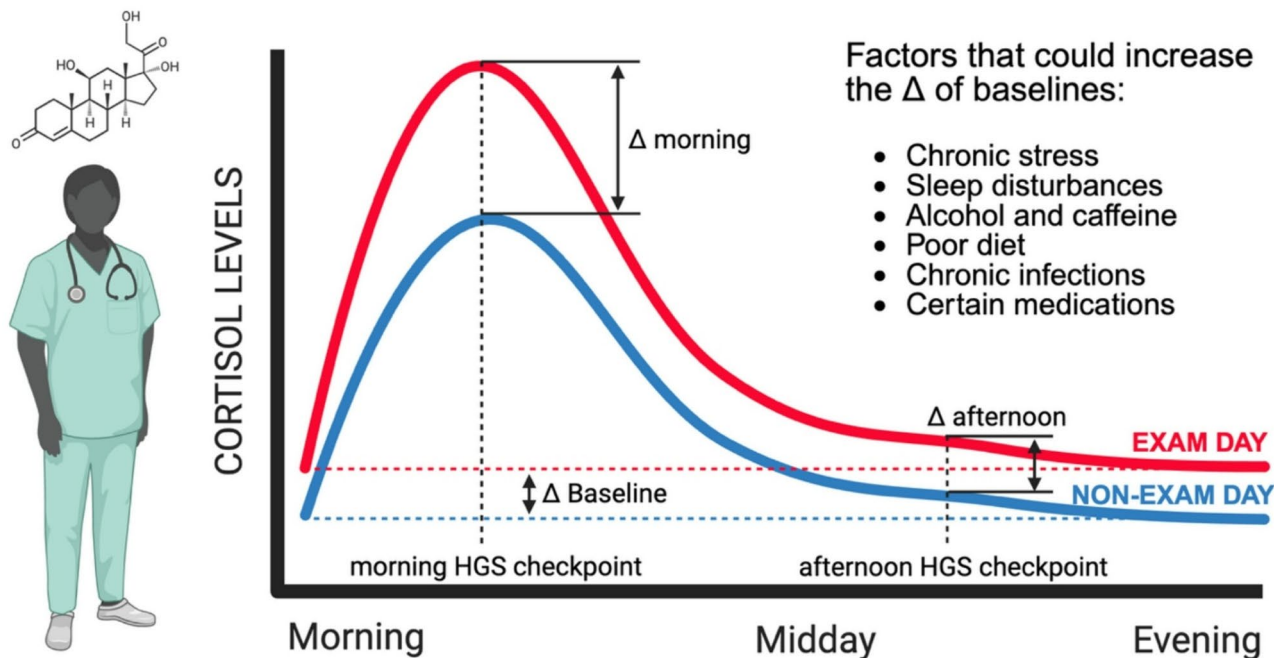 OH
O
HO
OH
H
H
H
O
Factors that could increase
the Δ of baselines:
• Chronic stress
• Sleep disturbances
• Alcohol and caffeine
• Poor diet
• Chronic infections
• Certain medications
CORTISOL LEVELS
Δ morning
Δ afternoon
EXAM DAY
Δ Baseline
NON-EXAM DAY
morning HGS checkpoint
afternoon HGS checkpoint
Morning
Midday
Evening